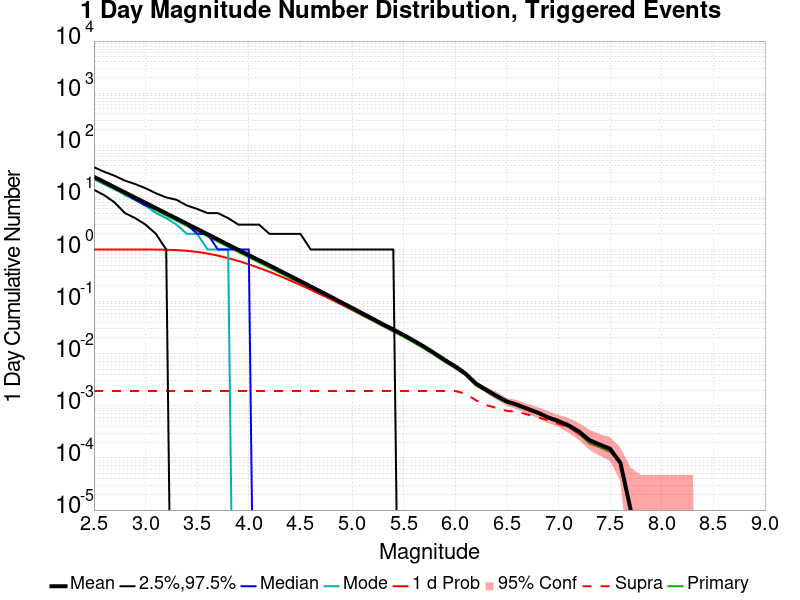 1 Day Magnitude Number Distribution, Triggered Events
10 4
10 3
10 2
10 1
10 0
10 -1
10 -2
10 -3
10 -4
10 -5
1 Day Cumulative Number
2.5 3.0 3.5 4.0 4.5 5.0 5.5 6.0 6.5 7.0 7.5 8.0 8.5 9.0
Magnitude
Mean 2.5%,97.5% Median Mode 1 d Prob 95% Conf Supra Primary